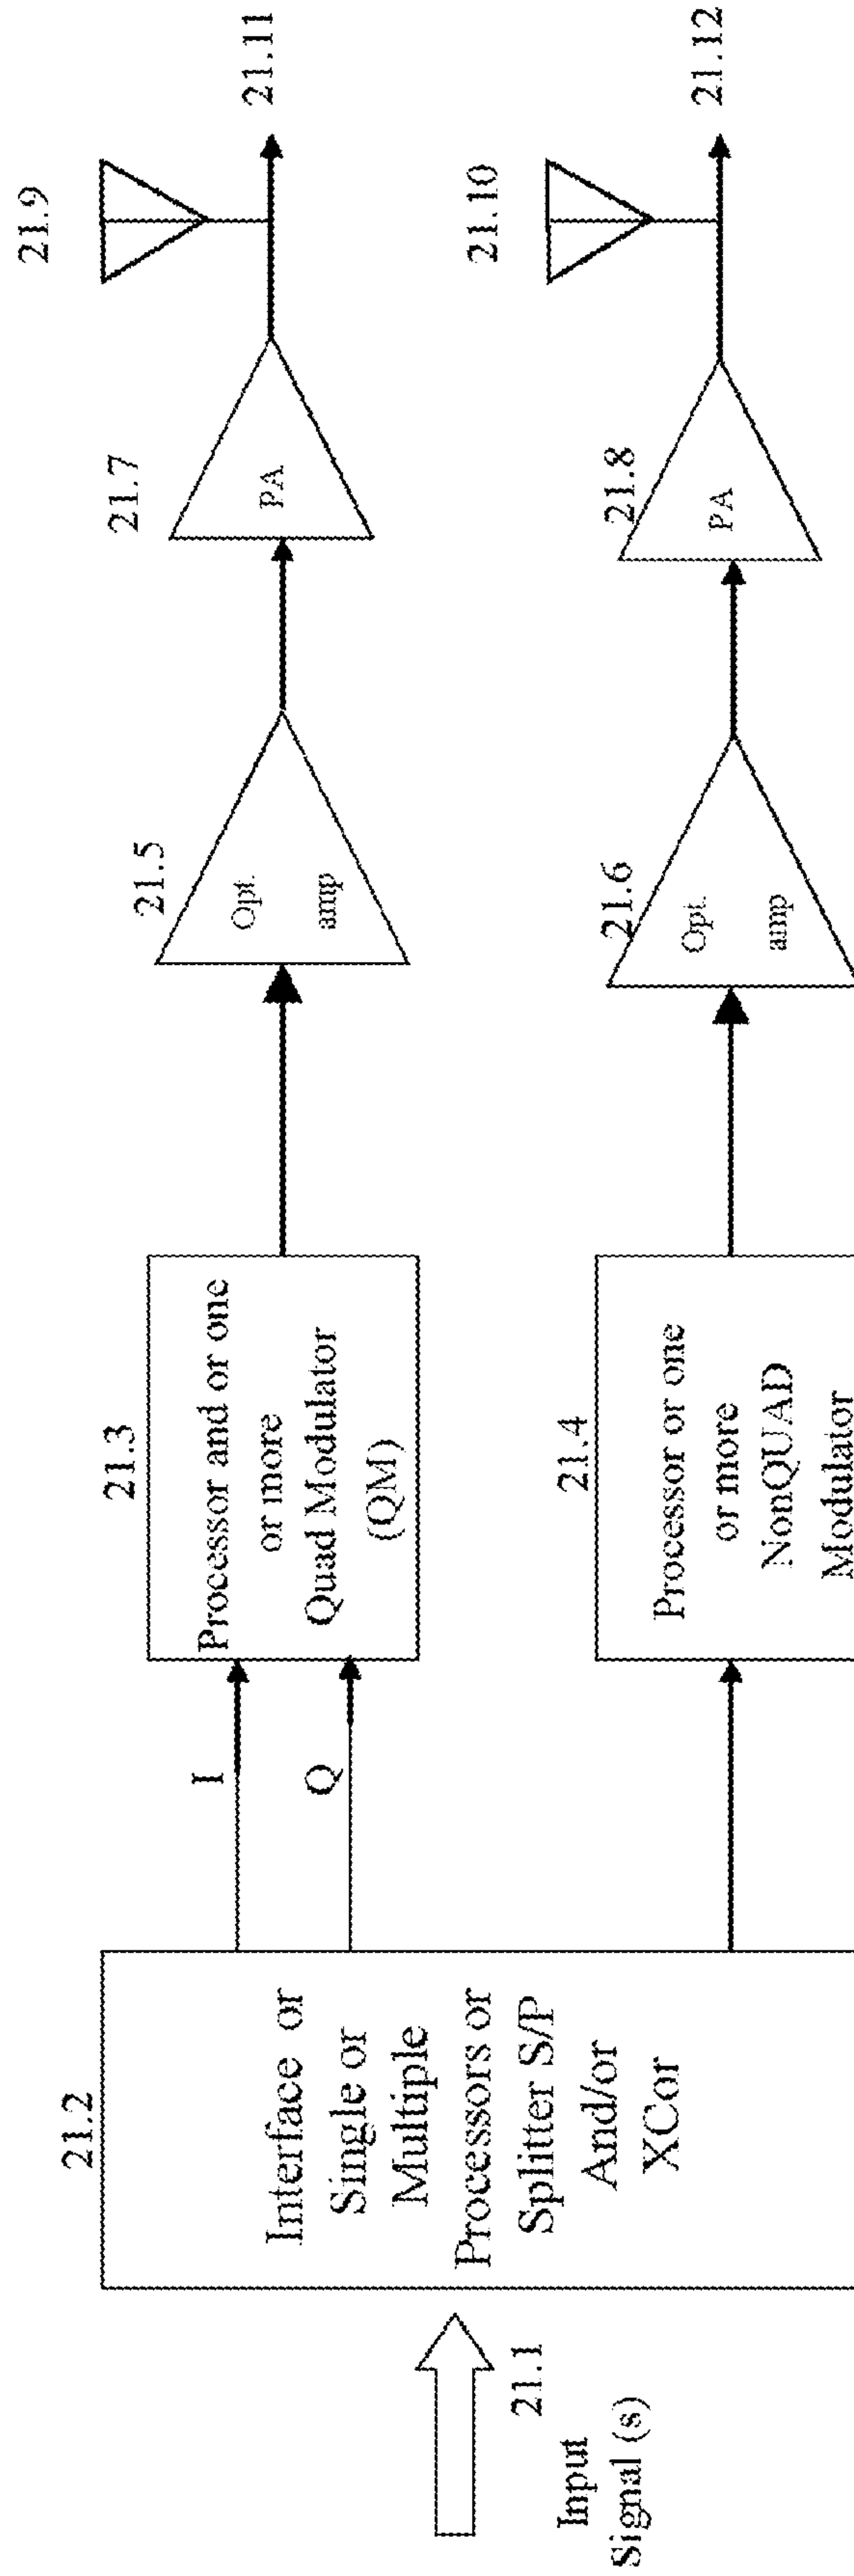 21.1
Input
Signal (s)
21.2
Interface or
Single or
Multiple
Processors or
Splitter S/P
And/or
XCor
I
Q
21.3
Processor and or one
or more
Quad Modulator
(QM)
21.4
Processor or one
or more
NonQUAD
Modulator
21.5
Opt.
amp
21.6
Opt.
amp
21.7
PA
21.8
PA
21.9
21.10
21.11
21.12